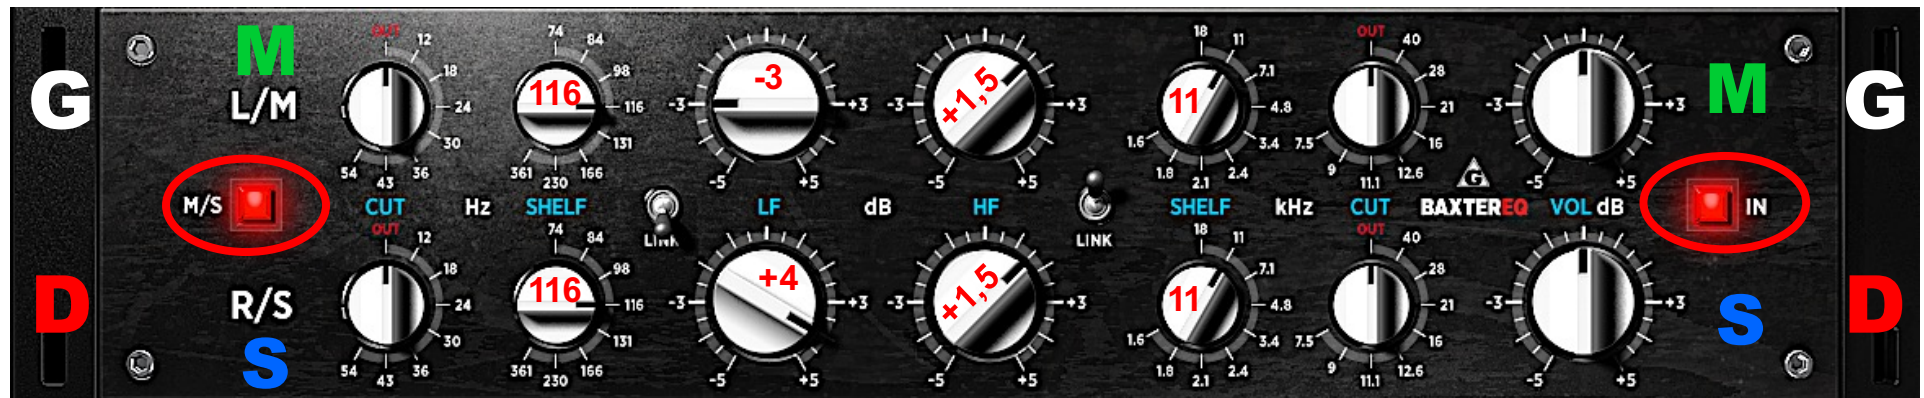 G M L/M M/S R/S S D
OUT 12 18 24 30 36 43 54
CUT
Hz
74 84 98 116 131 166 230 361
116
SHELF
LINK
-3 +3 -5 +5
-3
LF
dB
-3 +3 -5 +5
+1,5
HF
LINK
18 11 7.1 4.8 3.4 2.4 2.1 1.8 1.6
11
SHELF
kHz
OUT 40 28 21 16 12.6 11.1 9 7.5
CUT
-3 +3 -5 +5
BAXTEREQ
VOL dB
IN
M
G
OUT 12 18 24 30 36 43 54
74 84 98 116 131 166 230 361
116
-3 +3 -5 +5
+4
-3 +3 -5 +5
+1,5
18 11 7.1 4.8 3.4 2.4 2.1 1.8 1.6
11
OUT 40 28 21 16 12.6 11.1 9 7.5
-3 +3 -5 +5
S
D